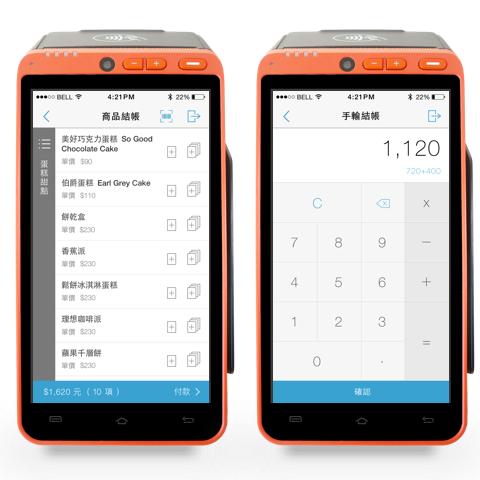 BELL 4:21PM 22%
商品結帳
蛋糕甜點
美好巧克力蛋糕 So Good
Chocolate Cake
單價 $90
伯爵蛋糕 Earl Grey Cake
單價 $110
餅乾盒
單價 $230
香蕉派
單價 $230
鬆餅冰淇淋蛋糕
單價 $230
理想咖啡派
單價 $230
蘋果千層餅
單價 $230
$1,620 元 ( 10 項 ) 付款
BELL 4:21PM 22%
手輸結帳
1,120
720+400
C x
7 8 9 −
4 5 6 +
1 2 3
0 . =
確認